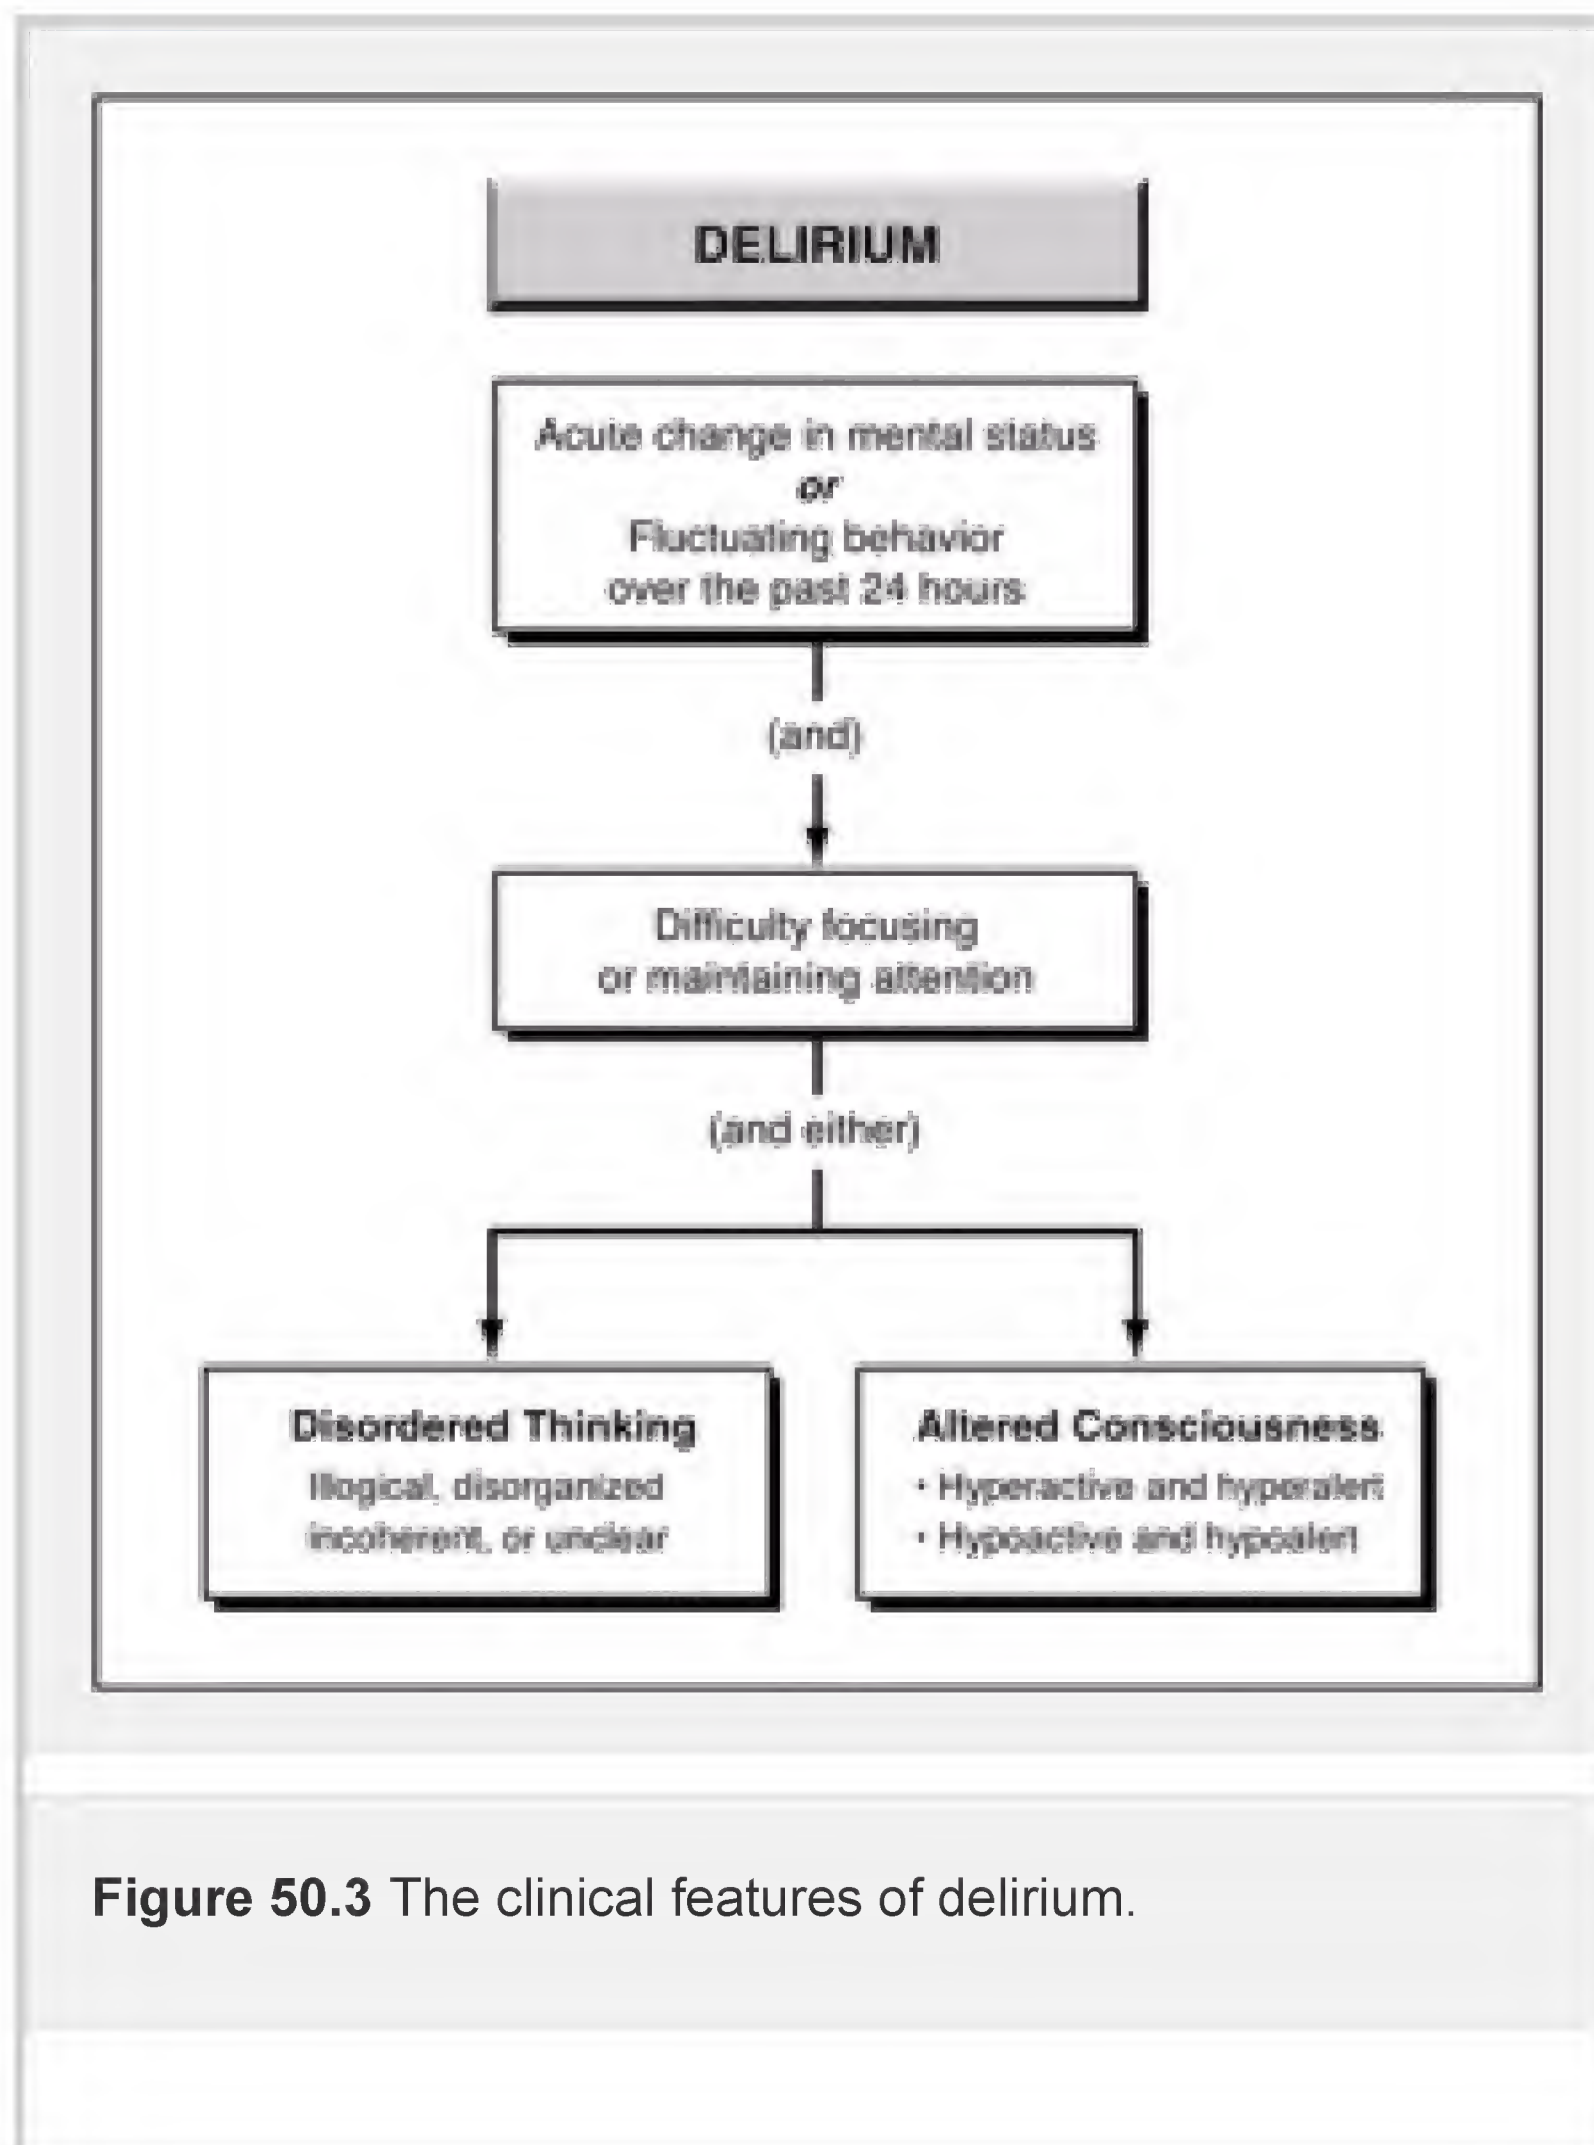 DELIRIUM
Acute change in mental status
or
Fluctuating behavior
over the past 24 hours
(and)
Difficulty focusing
or maintaining attention
(and either)
Disordered Thinking
Illogical, disorganized
incoherent, or unclear
Altered Consciousness
• Hyperactive and hyperalert
• Hypoactive and hypoalert
Figure 50.3 The clinical features of delirium.